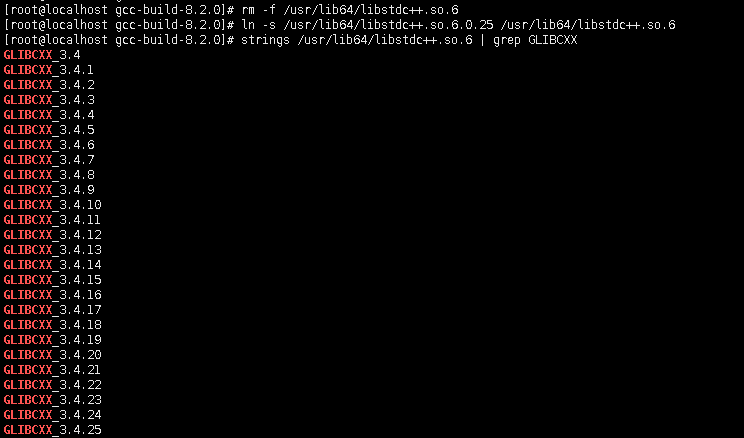 [root@localhost gcc-build-8.2.0]# rm -f /usr/lib64/libstdc++.so.6
[root@localhost gcc-build-8.2.0]# ln -s /usr/lib64/libstdc++.so.6.0.25 /usr/lib64/libstdc++.so.6
[root@localhost gcc-build-8.2.0]# strings /usr/lib64/libstdc++.so.6 | grep GLIBCXX
GLIBCXX_3.4
GLIBCXX_3.4.1
GLIBCXX_3.4.2
GLIBCXX_3.4.3
GLIBCXX_3.4.4
GLIBCXX_3.4.5
GLIBCXX_3.4.6
GLIBCXX_3.4.7
GLIBCXX_3.4.8
GLIBCXX_3.4.9
GLIBCXX_3.4.10
GLIBCXX_3.4.11
GLIBCXX_3.4.12
GLIBCXX_3.4.13
GLIBCXX_3.4.14
GLIBCXX_3.4.15
GLIBCXX_3.4.16
GLIBCXX_3.4.17
GLIBCXX_3.4.18
GLIBCXX_3.4.19
GLIBCXX_3.4.20
GLIBCXX_3.4.21
GLIBCXX_3.4.22
GLIBCXX_3.4.23
GLIBCXX_3.4.24
GLIBCXX_3.4.25